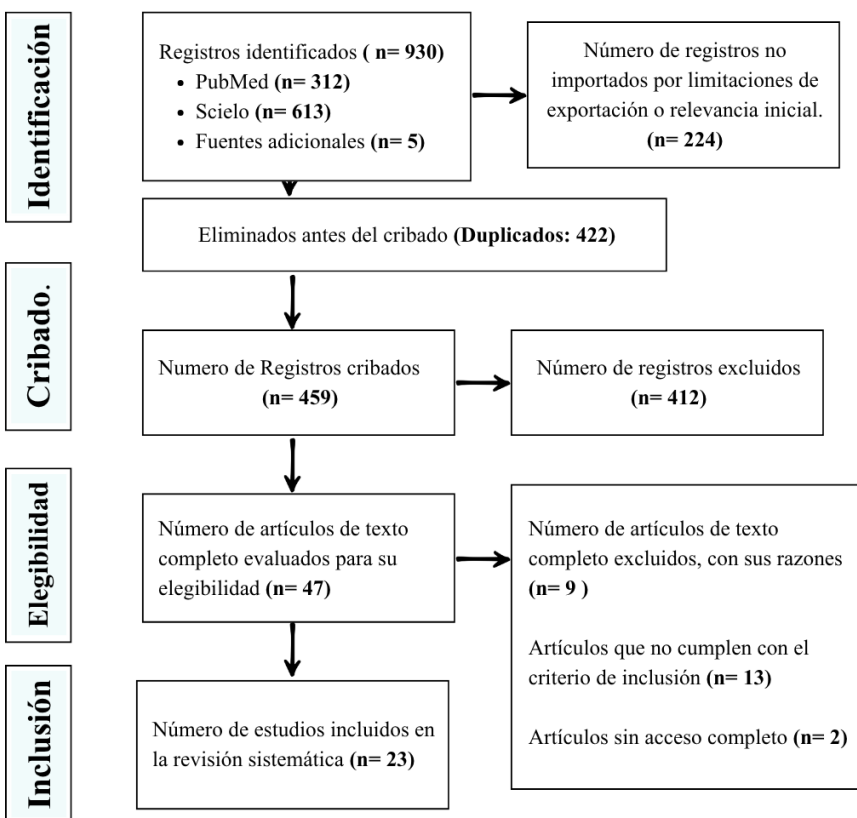 Identificación
Registros identificados ( n= 930)
• PubMed (n= 312)
• Scielo (n= 613)
• Fuentes adicionales (n= 5)
Número de registros no
importados por limitaciones de
exportación o relevancia inicial.
(n= 224)
Eliminados antes del cribado (Duplicados: 422)
Cribado.
Numero de Registros cribados
(n= 459)
Número de registros excluidos
(n= 412)
Elegibilidad
Número de artículos de texto
completo evaluados para su
elegibilidad (n= 47)
Número de artículos de texto
completo excluidos, con sus razones
(n= 9 )
Artículos que no cumplen con el
criterio de inclusión (n= 13)
Artículos sin acceso completo (n= 2)
Inclusión
Número de estudios incluidos en
la revisión sistemática (n= 23)